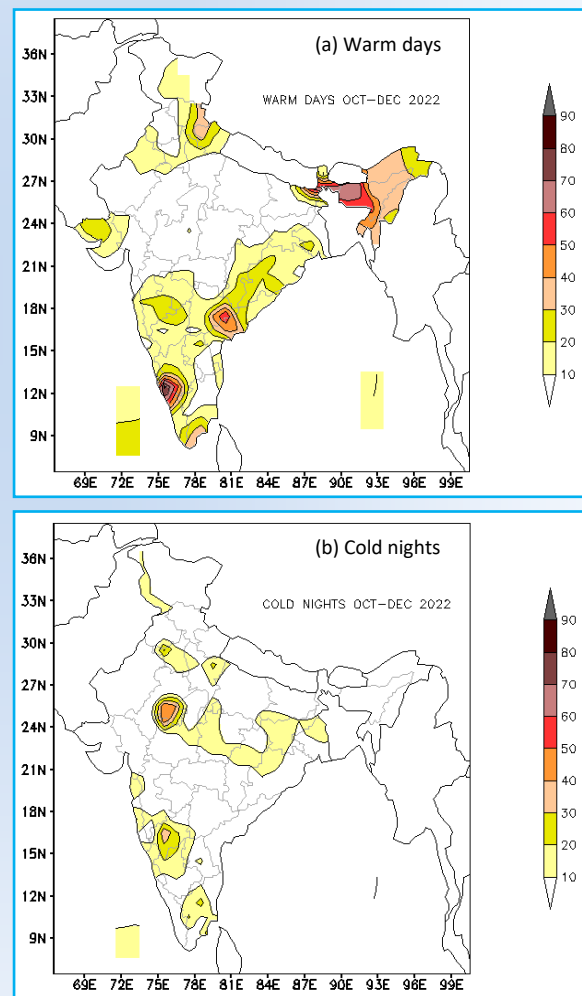 (a) Warm days
WARM DAYS OCT-DEC 2022
36N
33N
30N
27N
24N
21N
18N
15N
12N
9N
69E 72E 75E 78E 81E 84E 87E 90E 93E 96E 99E
90
80
70
60
50
40
30
20
10
(b) Cold nights
COLD NIGHTS OCT-DEC 2022
36N
33N
30N
27N
24N
21N
18N
15N
12N
9N
69E 72E 75E 78E 81E 84E 87E 90E 93E 96E 99E
90
80
70
60
50
40
30
20
10